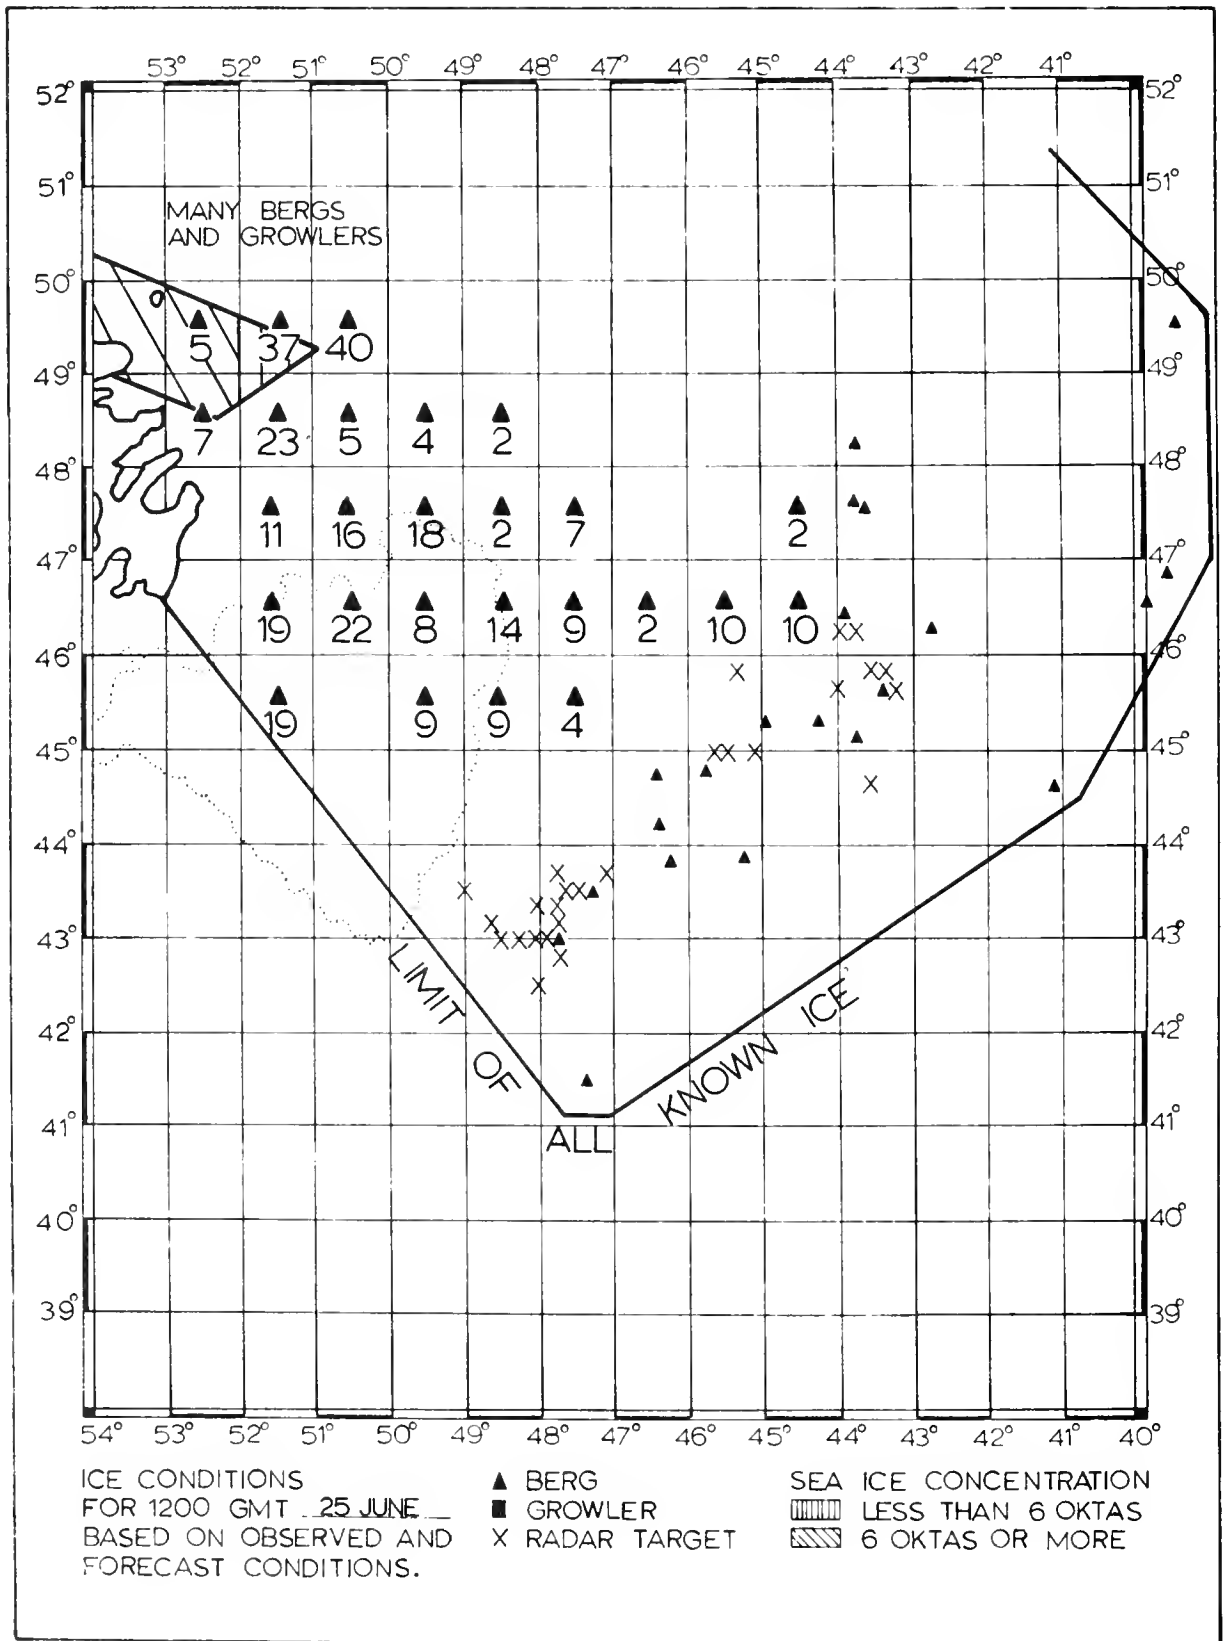 53° 52° 51° 50° 49° 48° 47° 46° 45° 44° 43° 42° 41°
52° 52°
51° 51°
MANY BERGS
AND GROWLERS
50° 50°
5 37 40
49° 49°
7 23 5 4 2
48° 48°
11 16 18 2 7 2
47° 47°
19 22 8 14 9 2 10 10
46° 46°
19 9 9 4
45° 45°
44° 44°
43° 43°
LIMIT OF ALL KNOWN ICE
42° 42°
41° 41°
40° 40°
39° 39°
54° 53° 52° 51° 50° 49° 48° 47° 46° 45° 44° 43° 42° 41° 40°
ICE CONDITIONS
FOR 1200 GMT 25 JUNE
BASED ON OBSERVED AND
FORECAST CONDITIONS.
▲ BERG
■ GROWLER
X RADAR TARGET
SEA ICE CONCENTRATION
LESS THAN 6 OKTAS
6 OKTAS OR MORE